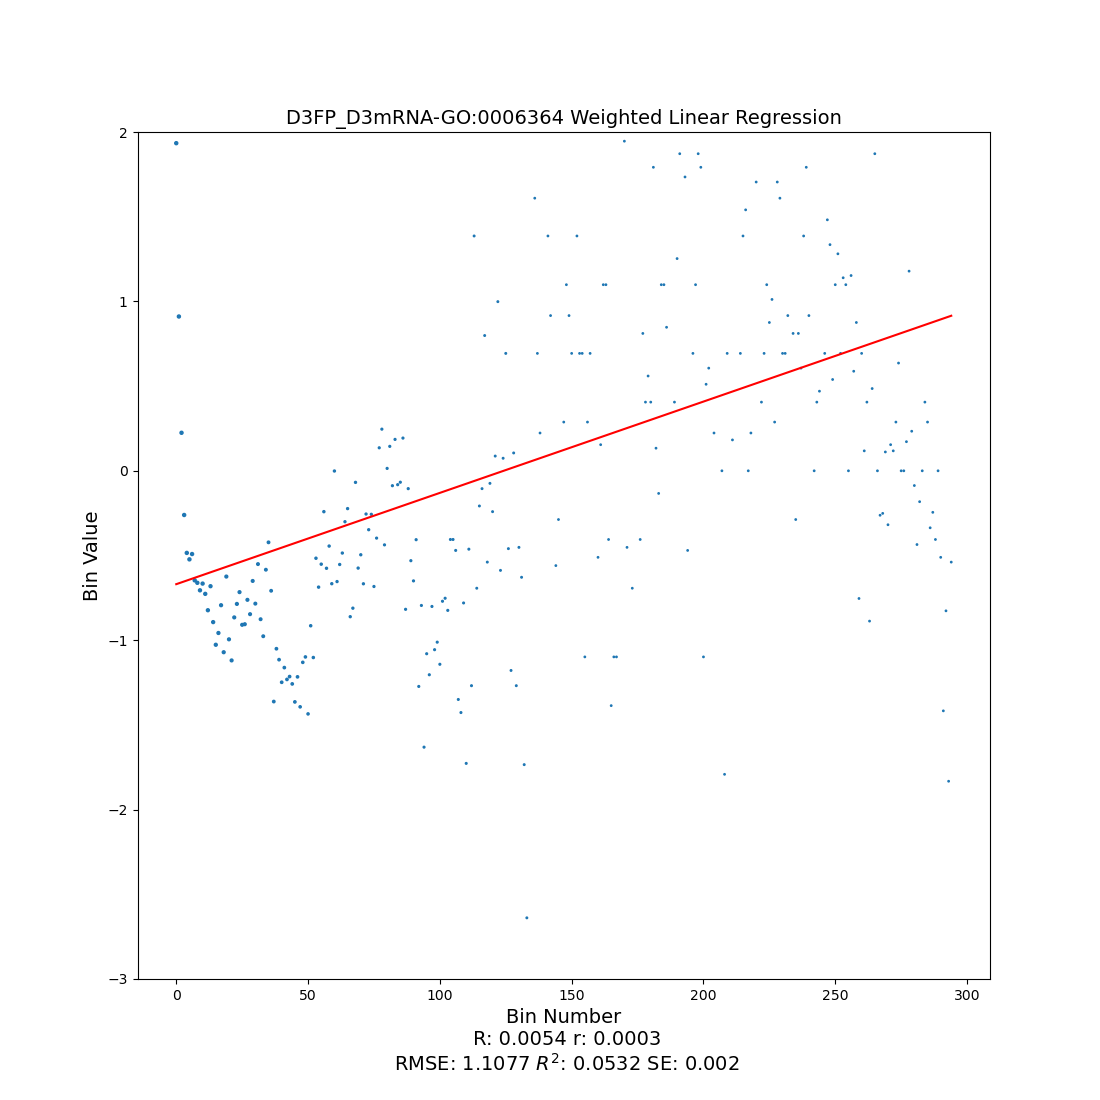 D3FP_D3mRNA-GO:0006364 Weighted Linear Regression
2
1
0
−1
−2
−3
Bin Value
0 50 100 150 200 250 300
Bin Number
R: 0.0054 r: 0.0003
RMSE: 1.1077 R²: 0.0532 SE: 0.002